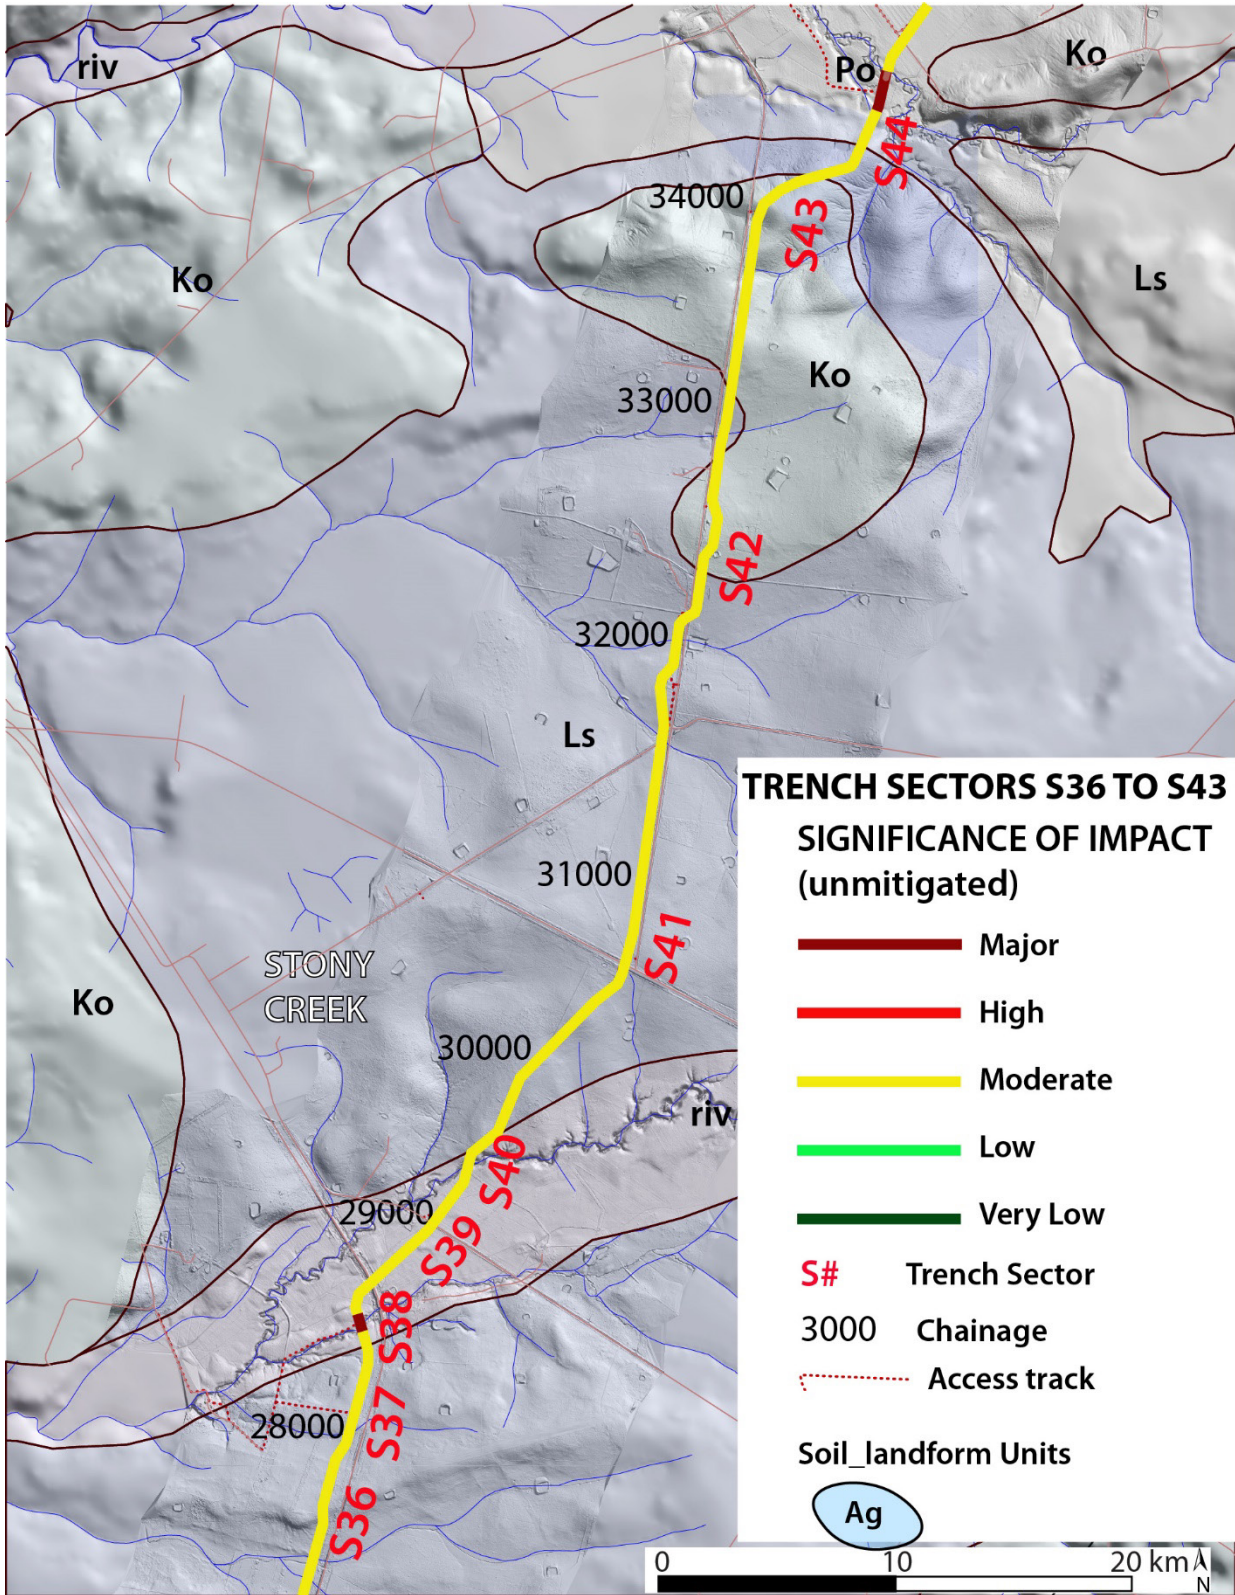 riv
Po
Ko
S44
34000
S43
Ko
Ls
33000
Ko
S42
32000
Ls
31000
S41
STONY
CREEK
Ko
30000
riv
S40
29000
S39
S38
28000
S37
S36
TRENCH SECTORS S36 TO S43
SIGNIFICANCE OF IMPACT
(unmitigated)
Major
High
Moderate
Low
Very Low
S# Trench Sector
3000 Chainage
Access track
Soil_landform Units
Ag
0 10 20 km
N